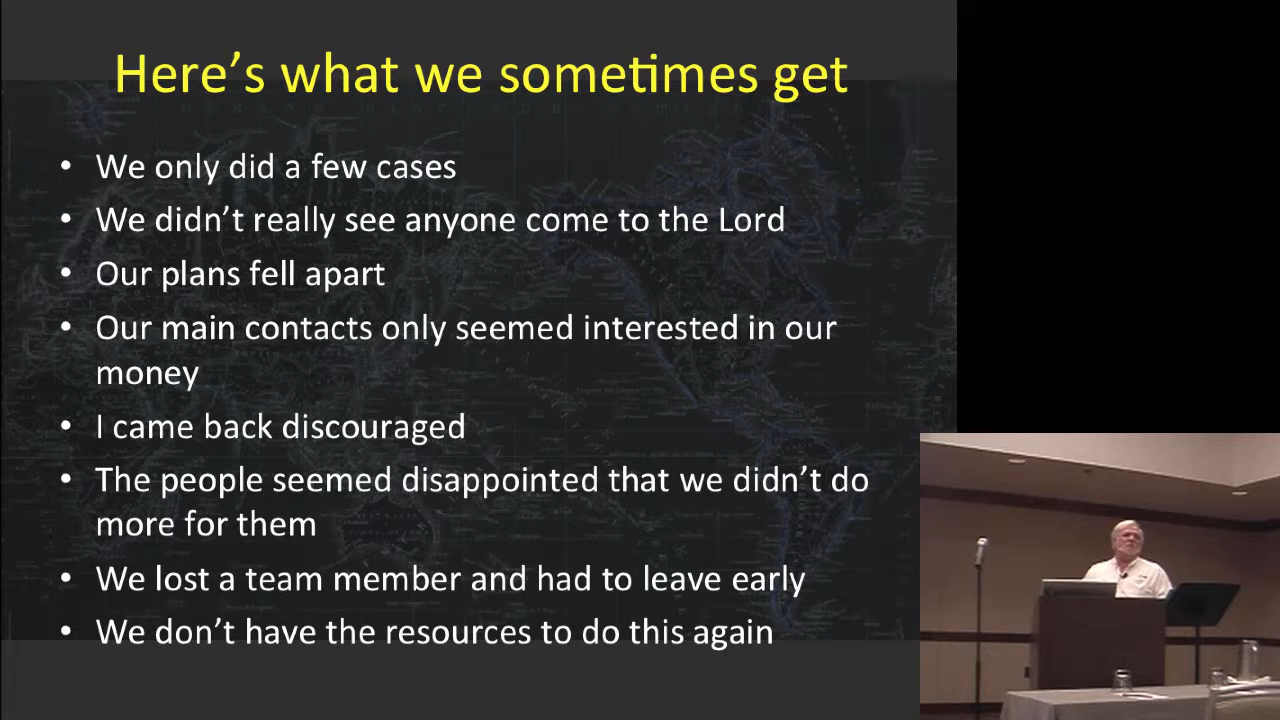 Here's what we sometimes get
• We only did a few cases
• We didn't really see anyone come to the Lord
• Our plans fell apart
• Our main contacts only seemed interested in our
money
• I came back discouraged
• The people seemed disappointed that we didn't do
more for them
• We lost a team member and had to leave early
• We don't have the resources to do this again